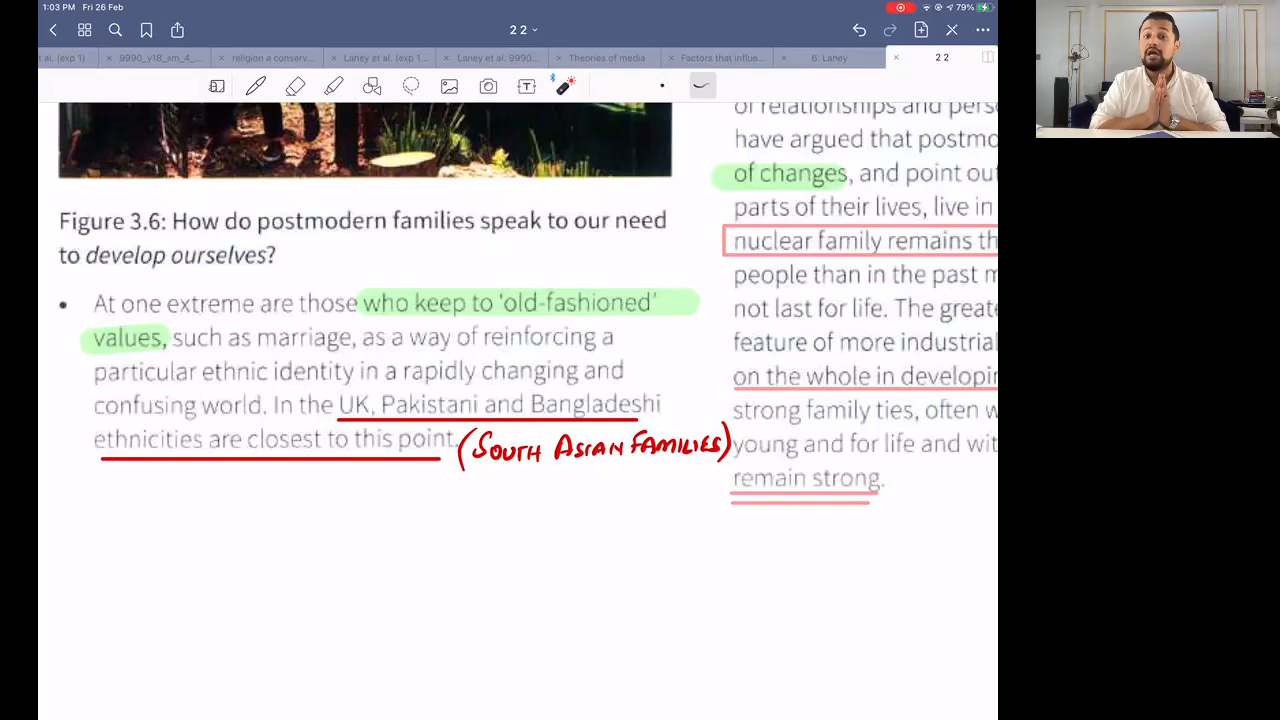 1:03 PM Fri 26 Feb
79%
2 2
al. (exp 1)
9990_y18_sm_4_...
religion a conserv...
Laney et al. (exp 1...
Laney et al. 9990...
Theories of media
Factors that influe...
6. Laney
2 2
Figure 3.6: How do postmodern families speak to our need
to develop ourselves?
• At one extreme are those who keep to 'old-fashioned'
values, such as marriage, as a way of reinforcing a
particular ethnic identity in a rapidly changing and
confusing world. In the UK, Pakistani and Bangladeshi
ethnicities are closest to this point.
(SOUTH ASIAN FAMILIES)
of relationships and pers
have argued that postmo
of changes, and point out
parts of their lives, live in
nuclear family remains th
people than in the past m
not last for life. The greate
feature of more industrial
on the whole in developin
strong family ties, often w
young and for life and wit
remain strong.